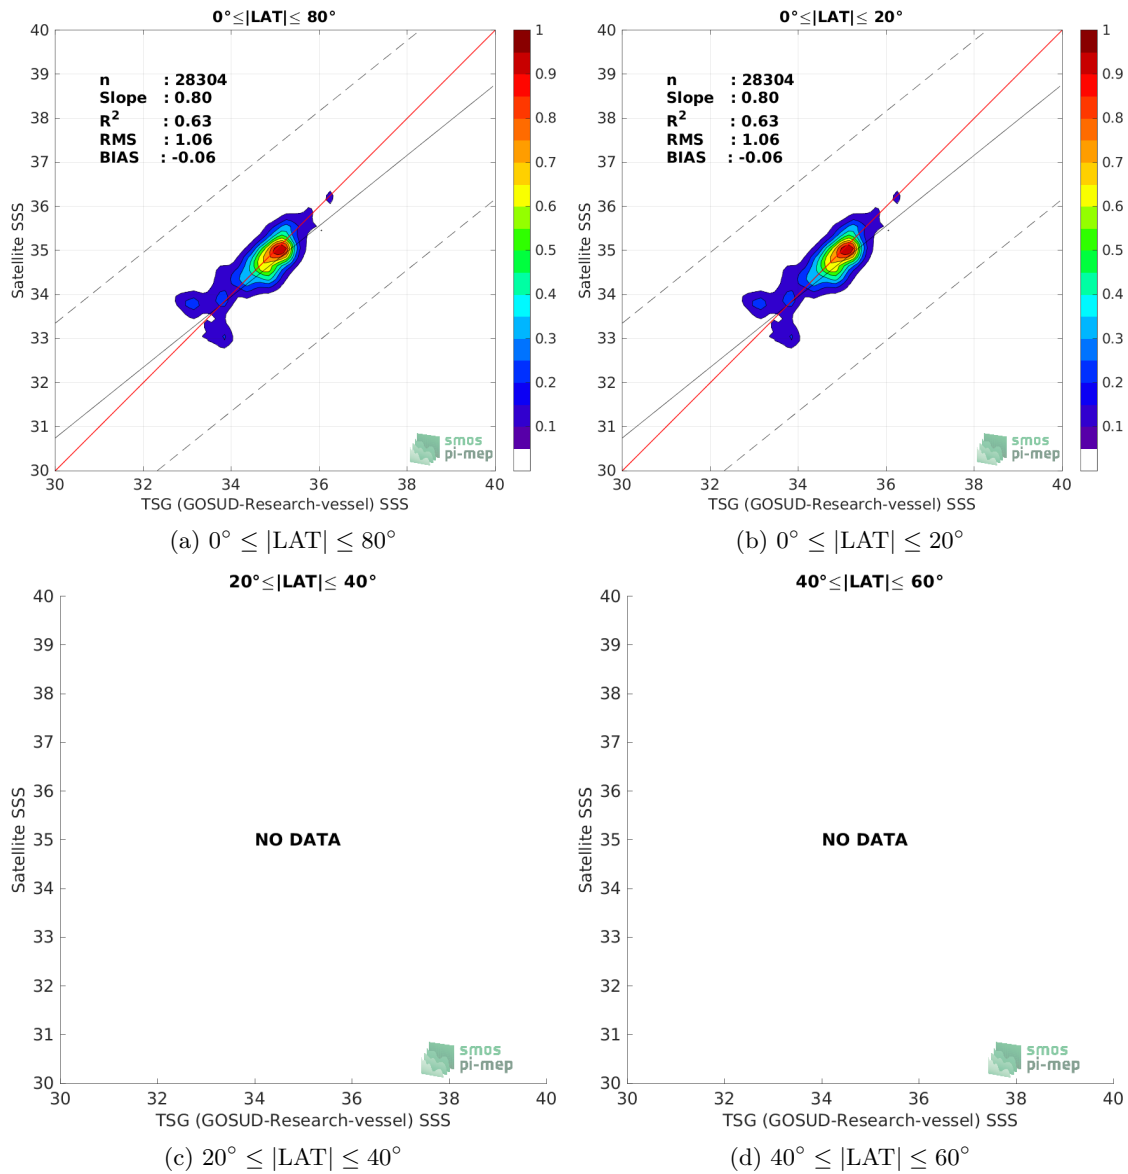 0°≤|LAT|≤ 80°
40
39
38
37
36
35
34
33
32
31
30
Satellite SSS
n : 28304
Slope : 0.80
R² : 0.63
RMS : 1.06
BIAS : -0.06
smos
pi-mep
30 32 34 36 38 40
TSG (GOSUD-Research-vessel) SSS
1
0.9
0.8
0.7
0.6
0.5
0.4
0.3
0.2
0.1
(a) 0° ≤ |LAT| ≤ 80°
0°≤|LAT|≤ 20°
40
39
38
37
36
35
34
33
32
31
30
Satellite SSS
n : 28304
Slope : 0.80
R² : 0.63
RMS : 1.06
BIAS : -0.06
smos
pi-mep
30 32 34 36 38 40
TSG (GOSUD-Research-vessel) SSS
1
0.9
0.8
0.7
0.6
0.5
0.4
0.3
0.2
0.1
(b) 0° ≤ |LAT| ≤ 20°
20°≤|LAT|≤ 40°
40
39
38
37
36
35
34
33
32
31
30
Satellite SSS
NO DATA
smos
pi-mep
30 32 34 36 38 40
TSG (GOSUD-Research-vessel) SSS
(c) 20° ≤ |LAT| ≤ 40°
40°≤|LAT|≤ 60°
40
39
38
37
36
35
34
33
32
31
30
Satellite SSS
NO DATA
smos
pi-mep
30 32 34 36 38 40
TSG (GOSUD-Research-vessel) SSS
(d) 40° ≤ |LAT| ≤ 60°